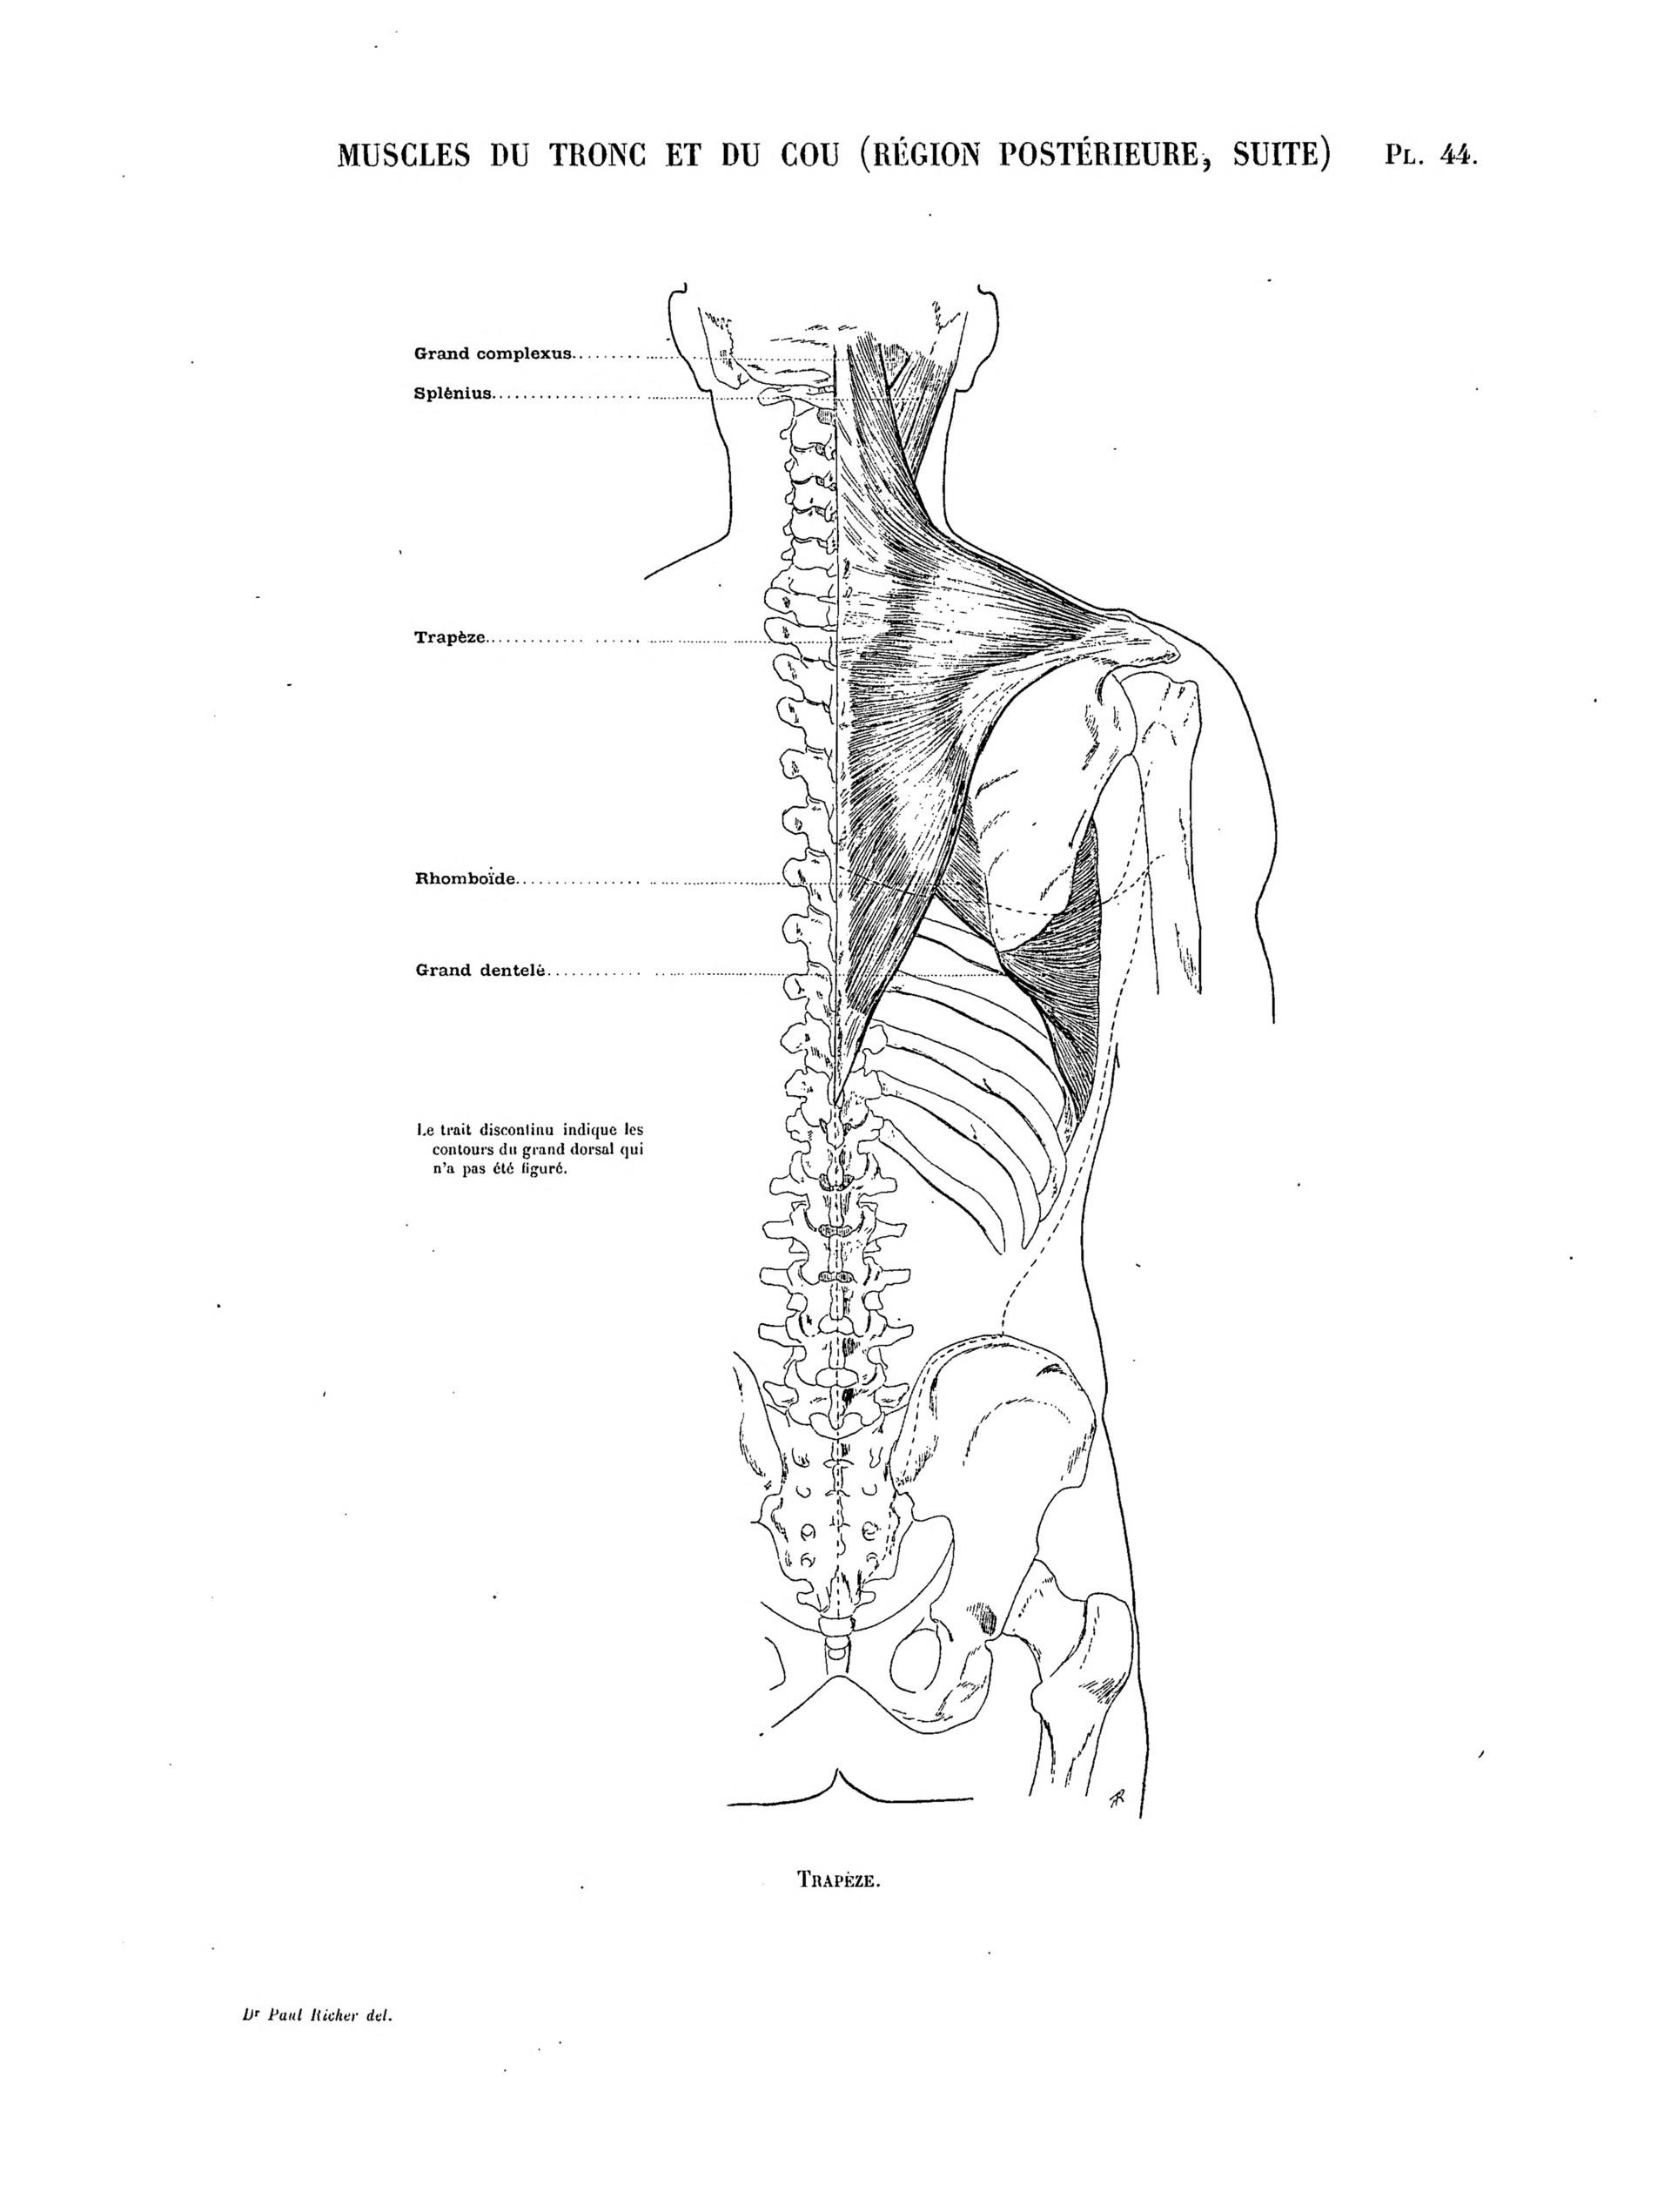 MUSCLES DU TRONC ET DU COU (RÉGION POSTÉRIEURE, SUITE) PL. 44.
Grand complexus
Splénius
Trapèze
Rhomboïde
Grand dentelé
Le trait discontinu indique les
contours du grand dorsal qui
n'a pas été figuré.
TRAPÈZE.
Dr Paul Richer del.